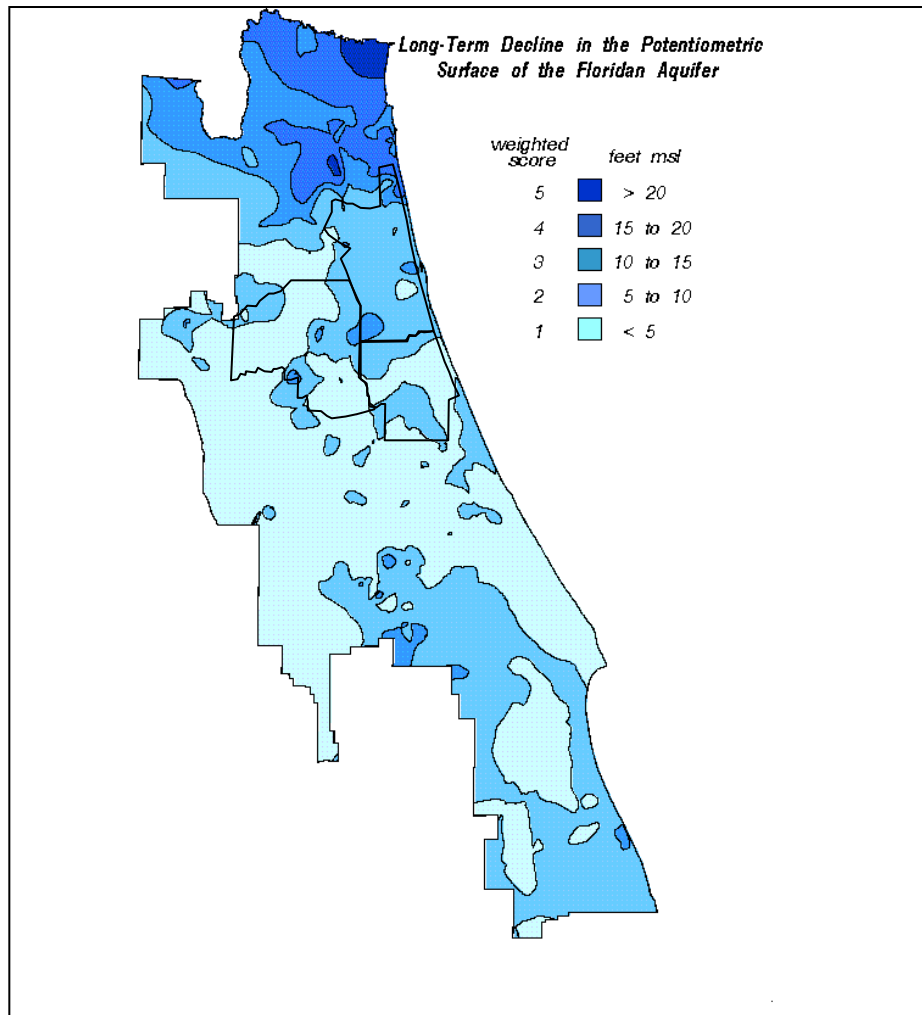 Long-Term Decline in the Potentiometric
Surface of the Floridan Aquifer
weighted
score feet msl
5 > 20
4 15 to 20
3 10 to 15
2 5 to 10
1 < 5